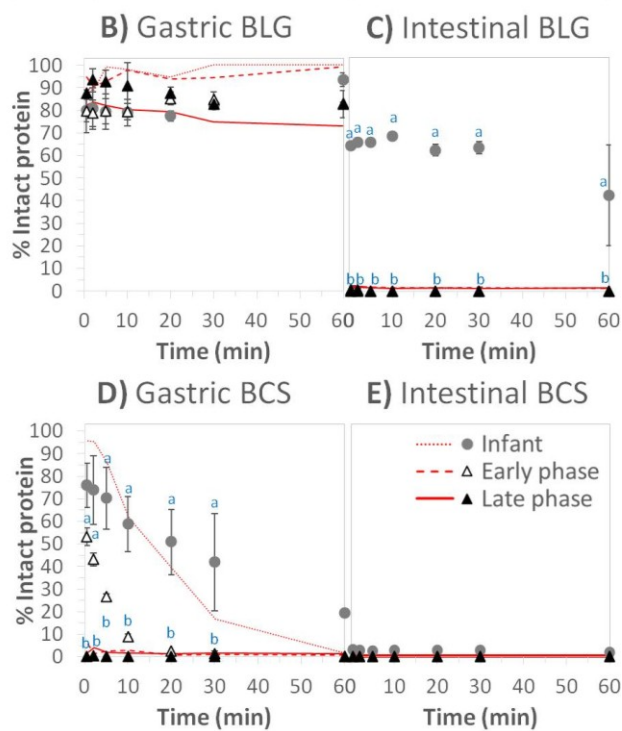 B) Gastric BLG
C) Intestinal BLG
% Intact protein
100
90
80
70
60
50
40
30
20
10
0
a a a a a a a
b b b b b b b
0 10 20 30 40 50 60 0 10 20 30 40 50 60
Time (min)
Time (min)
D) Gastric BCS
E) Intestinal BCS
% Intact protein
100
90
80
70
60
50
40
30
20
10
0
a a a a
a a
b b b b
b b
Infant
Early phase
Late phase
0 10 20 30 40 50 60 0 10 20 30 40 50 60
Time (min)
Time (min)